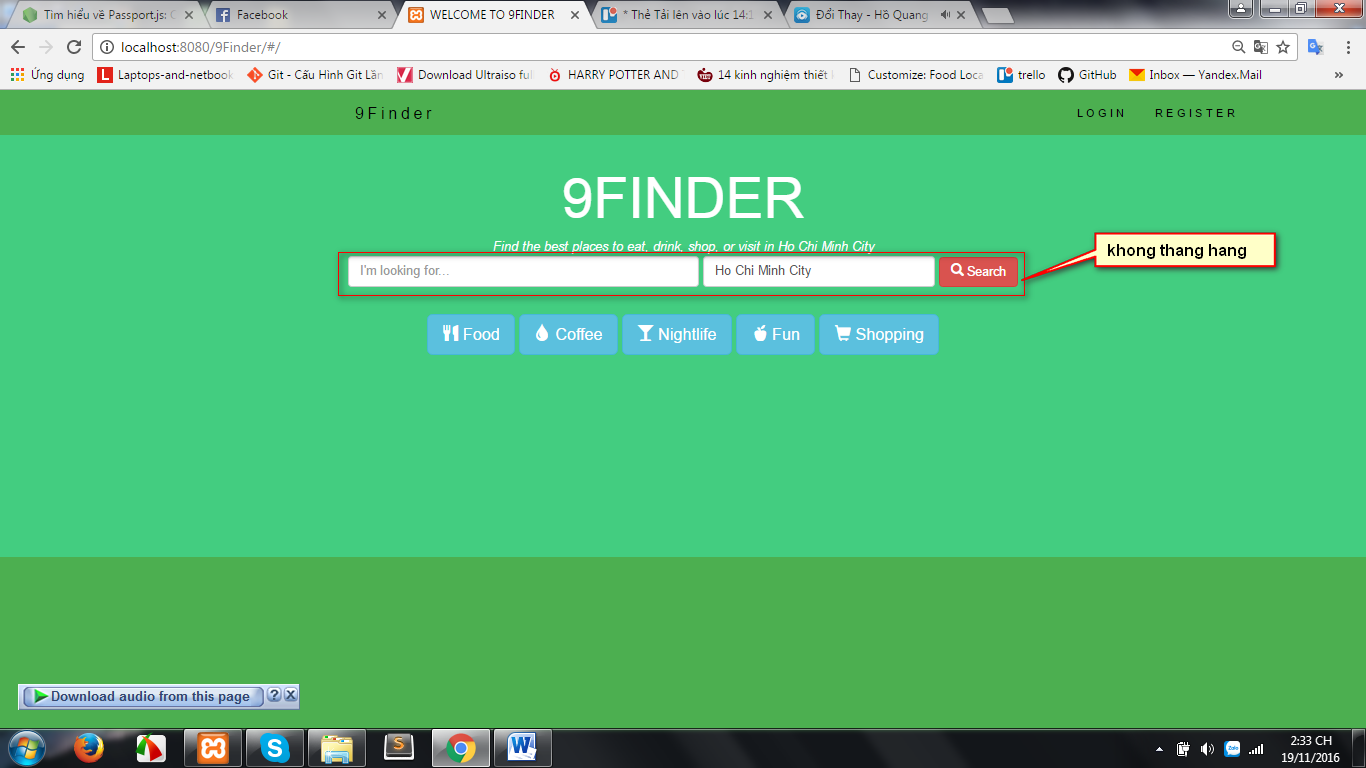 Tìm hiểu về Passport.js: C
Facebook
WELCOME TO 9FINDER
* Thẻ Tải lên vào lúc 14:1
Đổi Thay - Hồ Quang
localhost:8080/9Finder/#/
Ứng dụng
Laptops-and-netbook
Git - Cấu Hình Git Lần
Download Ultraiso ful
HARRY POTTER AND
14 kinh nghiệm thiết k
Customize: Food Loca
trello
GitHub
Inbox — Yandex.Mail
»
9Finder
LOGIN REGISTER
9FINDER
Find the best places to eat, drink, shop, or visit in Ho Chi Minh City
khong thang hang
I'm looking for...
Ho Chi Minh City
Search
Food
Coffee
Nightlife
Fun
Shopping
Download audio from this page ? X
Zalo
2:33 CH
19/11/2016